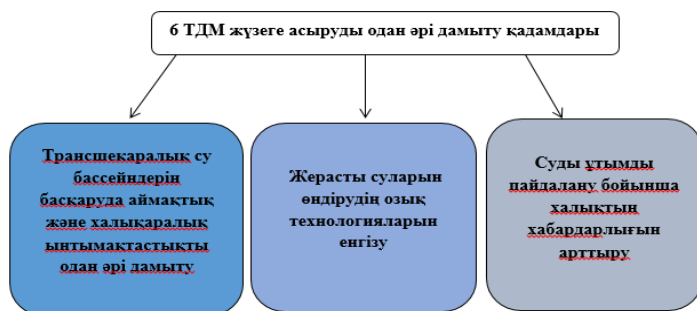 6 ТДМ жүзеге асыруды одан әрі дамыту қадамдары
Трансшекаралық су
бассейндерін
басқаруда аймақтық
және халықаралық
ынтымақтастықты
одан әрі дамыту
Жерасты суларын
өндірудің озық
технологияларын
енгізу
Суды ұтымды
пайдалану бойынша
халықтың
хабардарлығын
арттыру